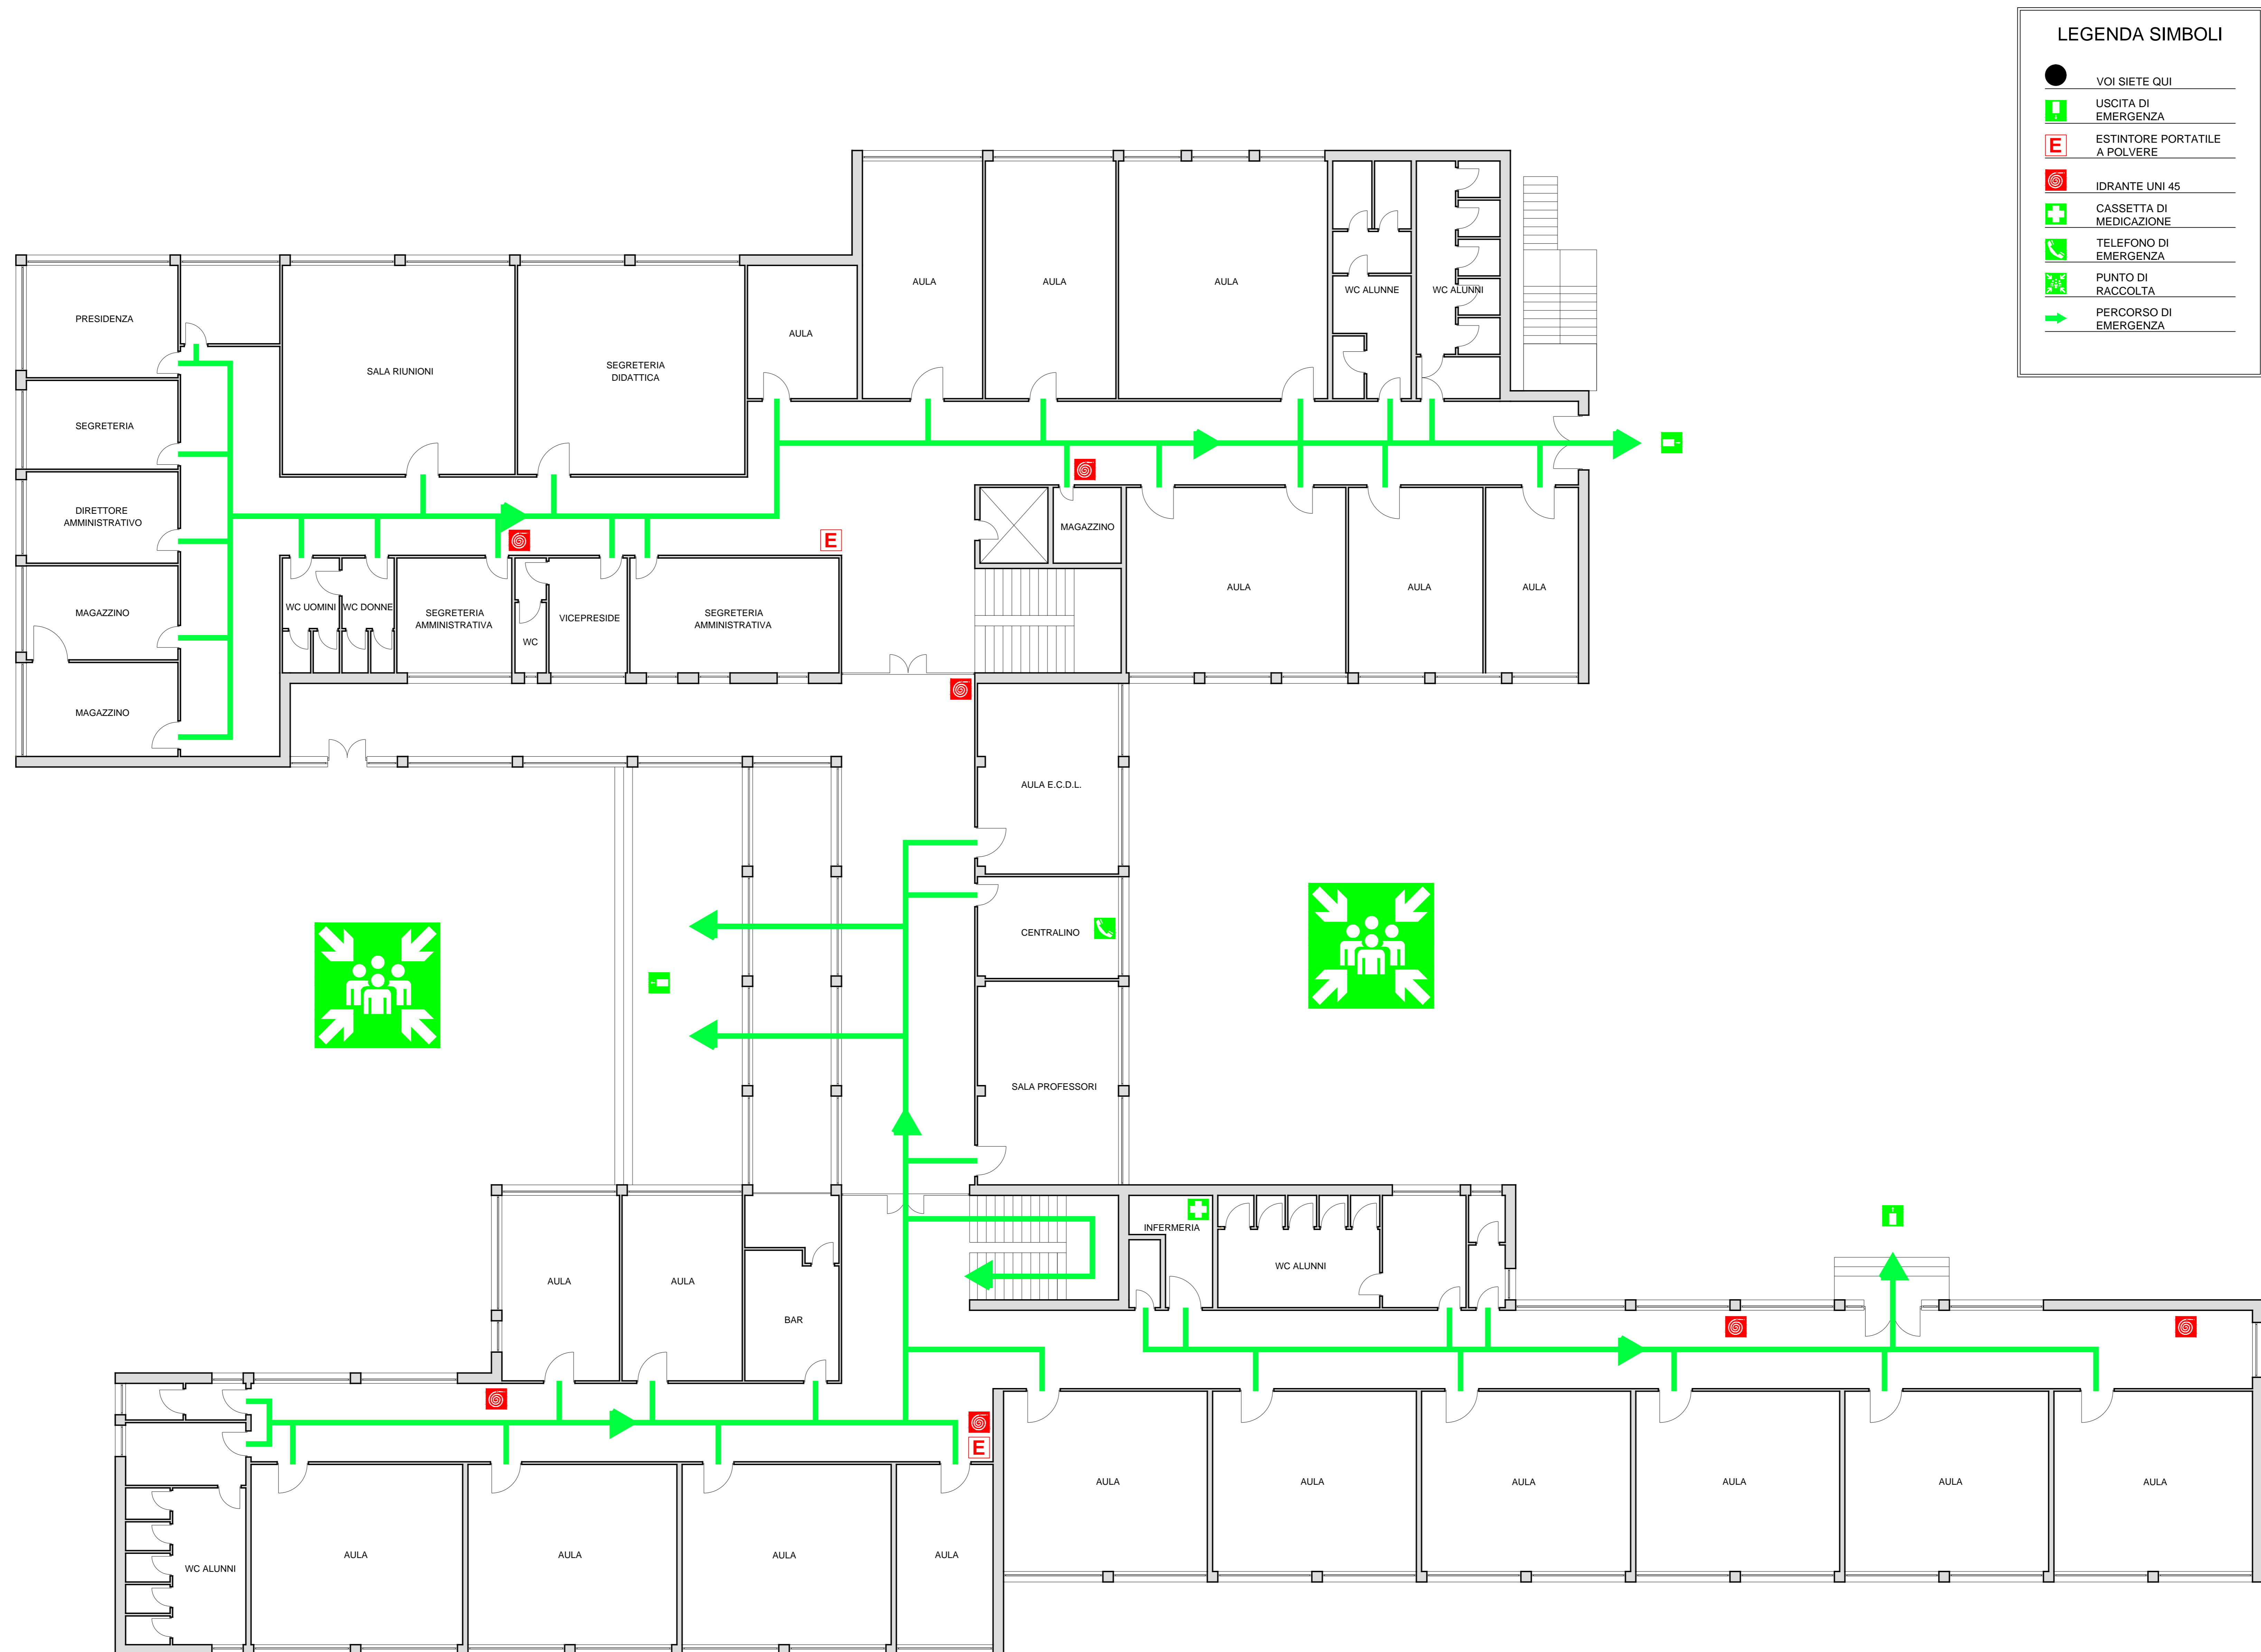 LEGENDA SIMBOLI
VOI SIETE QUI
USCITA DI
EMERGENZA
E
ESTINTORE PORTATILE
A POLVERE
IDRANTE UNI 45
CASSETTA DI
MEDICAZIONE
TELEFONO DI
EMERGENZA
PUNTO DI
RACCOLTA
PERCORSO DI
EMERGENZA
AULA
AULA
AULA
WC ALUNNE
WC ALUNNI
PRESIDENZA
AULA
SALA RIUNIONI
SEGRETERIA
DIDATTICA
SEGRETERIA
DIRETTORE
AMMINISTRATIVO
MAGAZZINO
E
MAGAZZINO
WC UOMINI
WC DONNE
SEGRETERIA
AMMINISTRATIVA
WC
VICEPRESIDE
SEGRETERIA
AMMINISTRATIVA
AULA
AULA
AULA
MAGAZZINO
AULA E.C.D.L.
CENTRALINO
SALA PROFESSORI
INFERMERIA
WC ALUNNI
AULA
AULA
BAR
E
AULA
AULA
AULA
AULA
AULA
AULA
WC ALUNNI
AULA
AULA
AULA
AULA